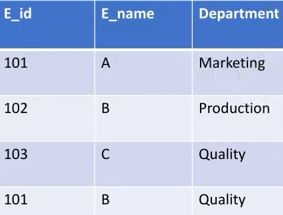 E_id E_name Department
101 A Marketing
102 B Production
103 C Quality
101 B Quality